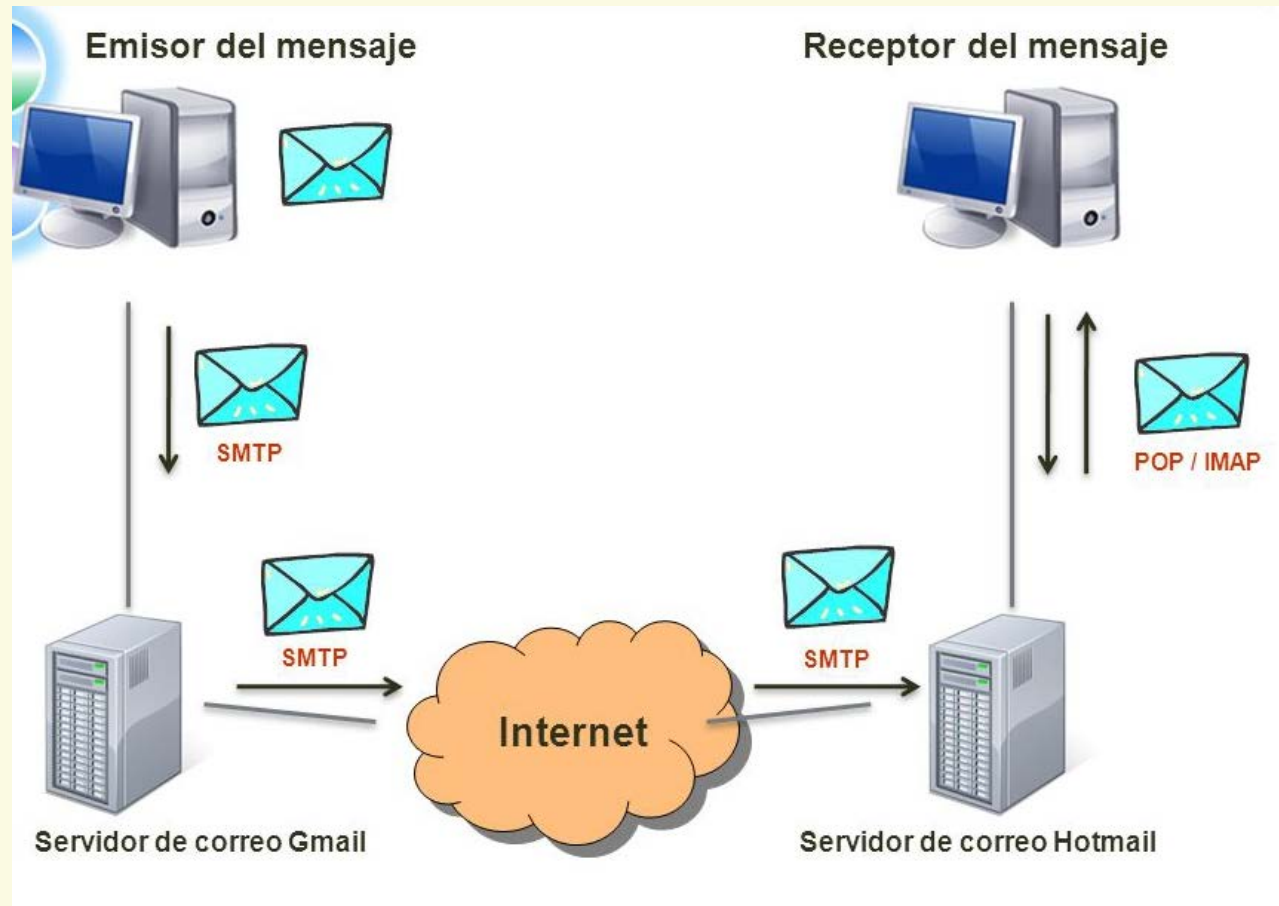 Emisor del mensaje
Receptor del mensaje
SMTP
POP / IMAP
SMTP
SMTP
Internet
Servidor de correo Gmail
Servidor de correo Hotmail